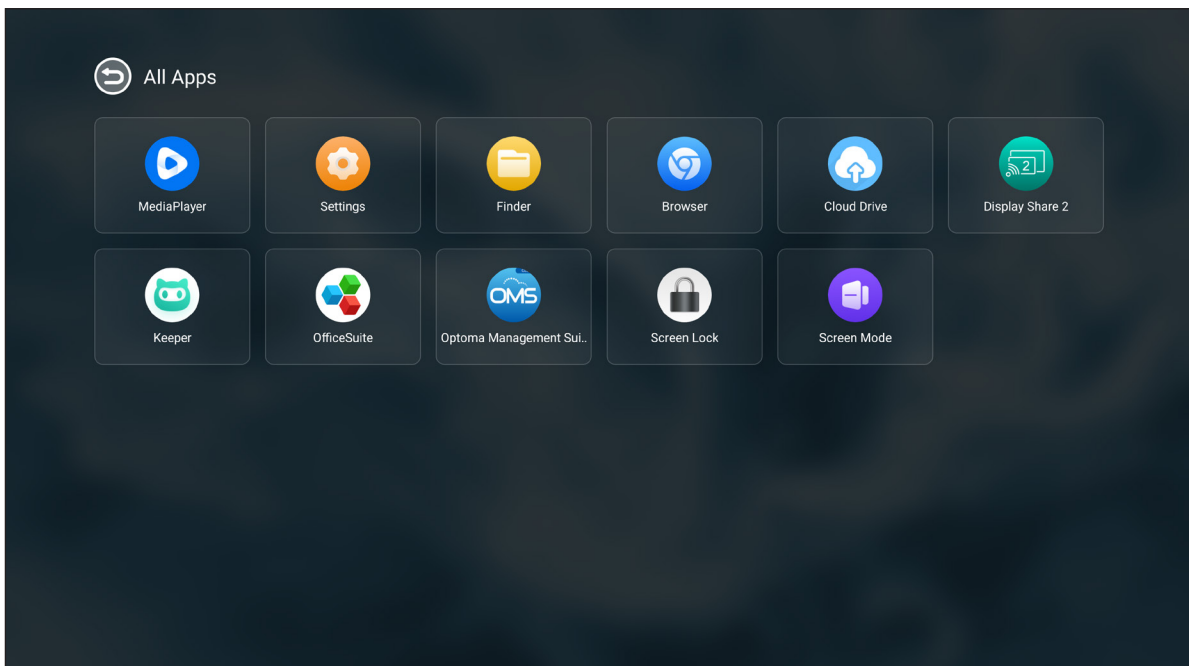 All Apps
MediaPlayer
Settings
Finder
Browser
Cloud Drive
2
Display Share 2
Keeper
OfficeSuite
OMS
Optoma Management Sui..
Screen Lock
Screen Mode